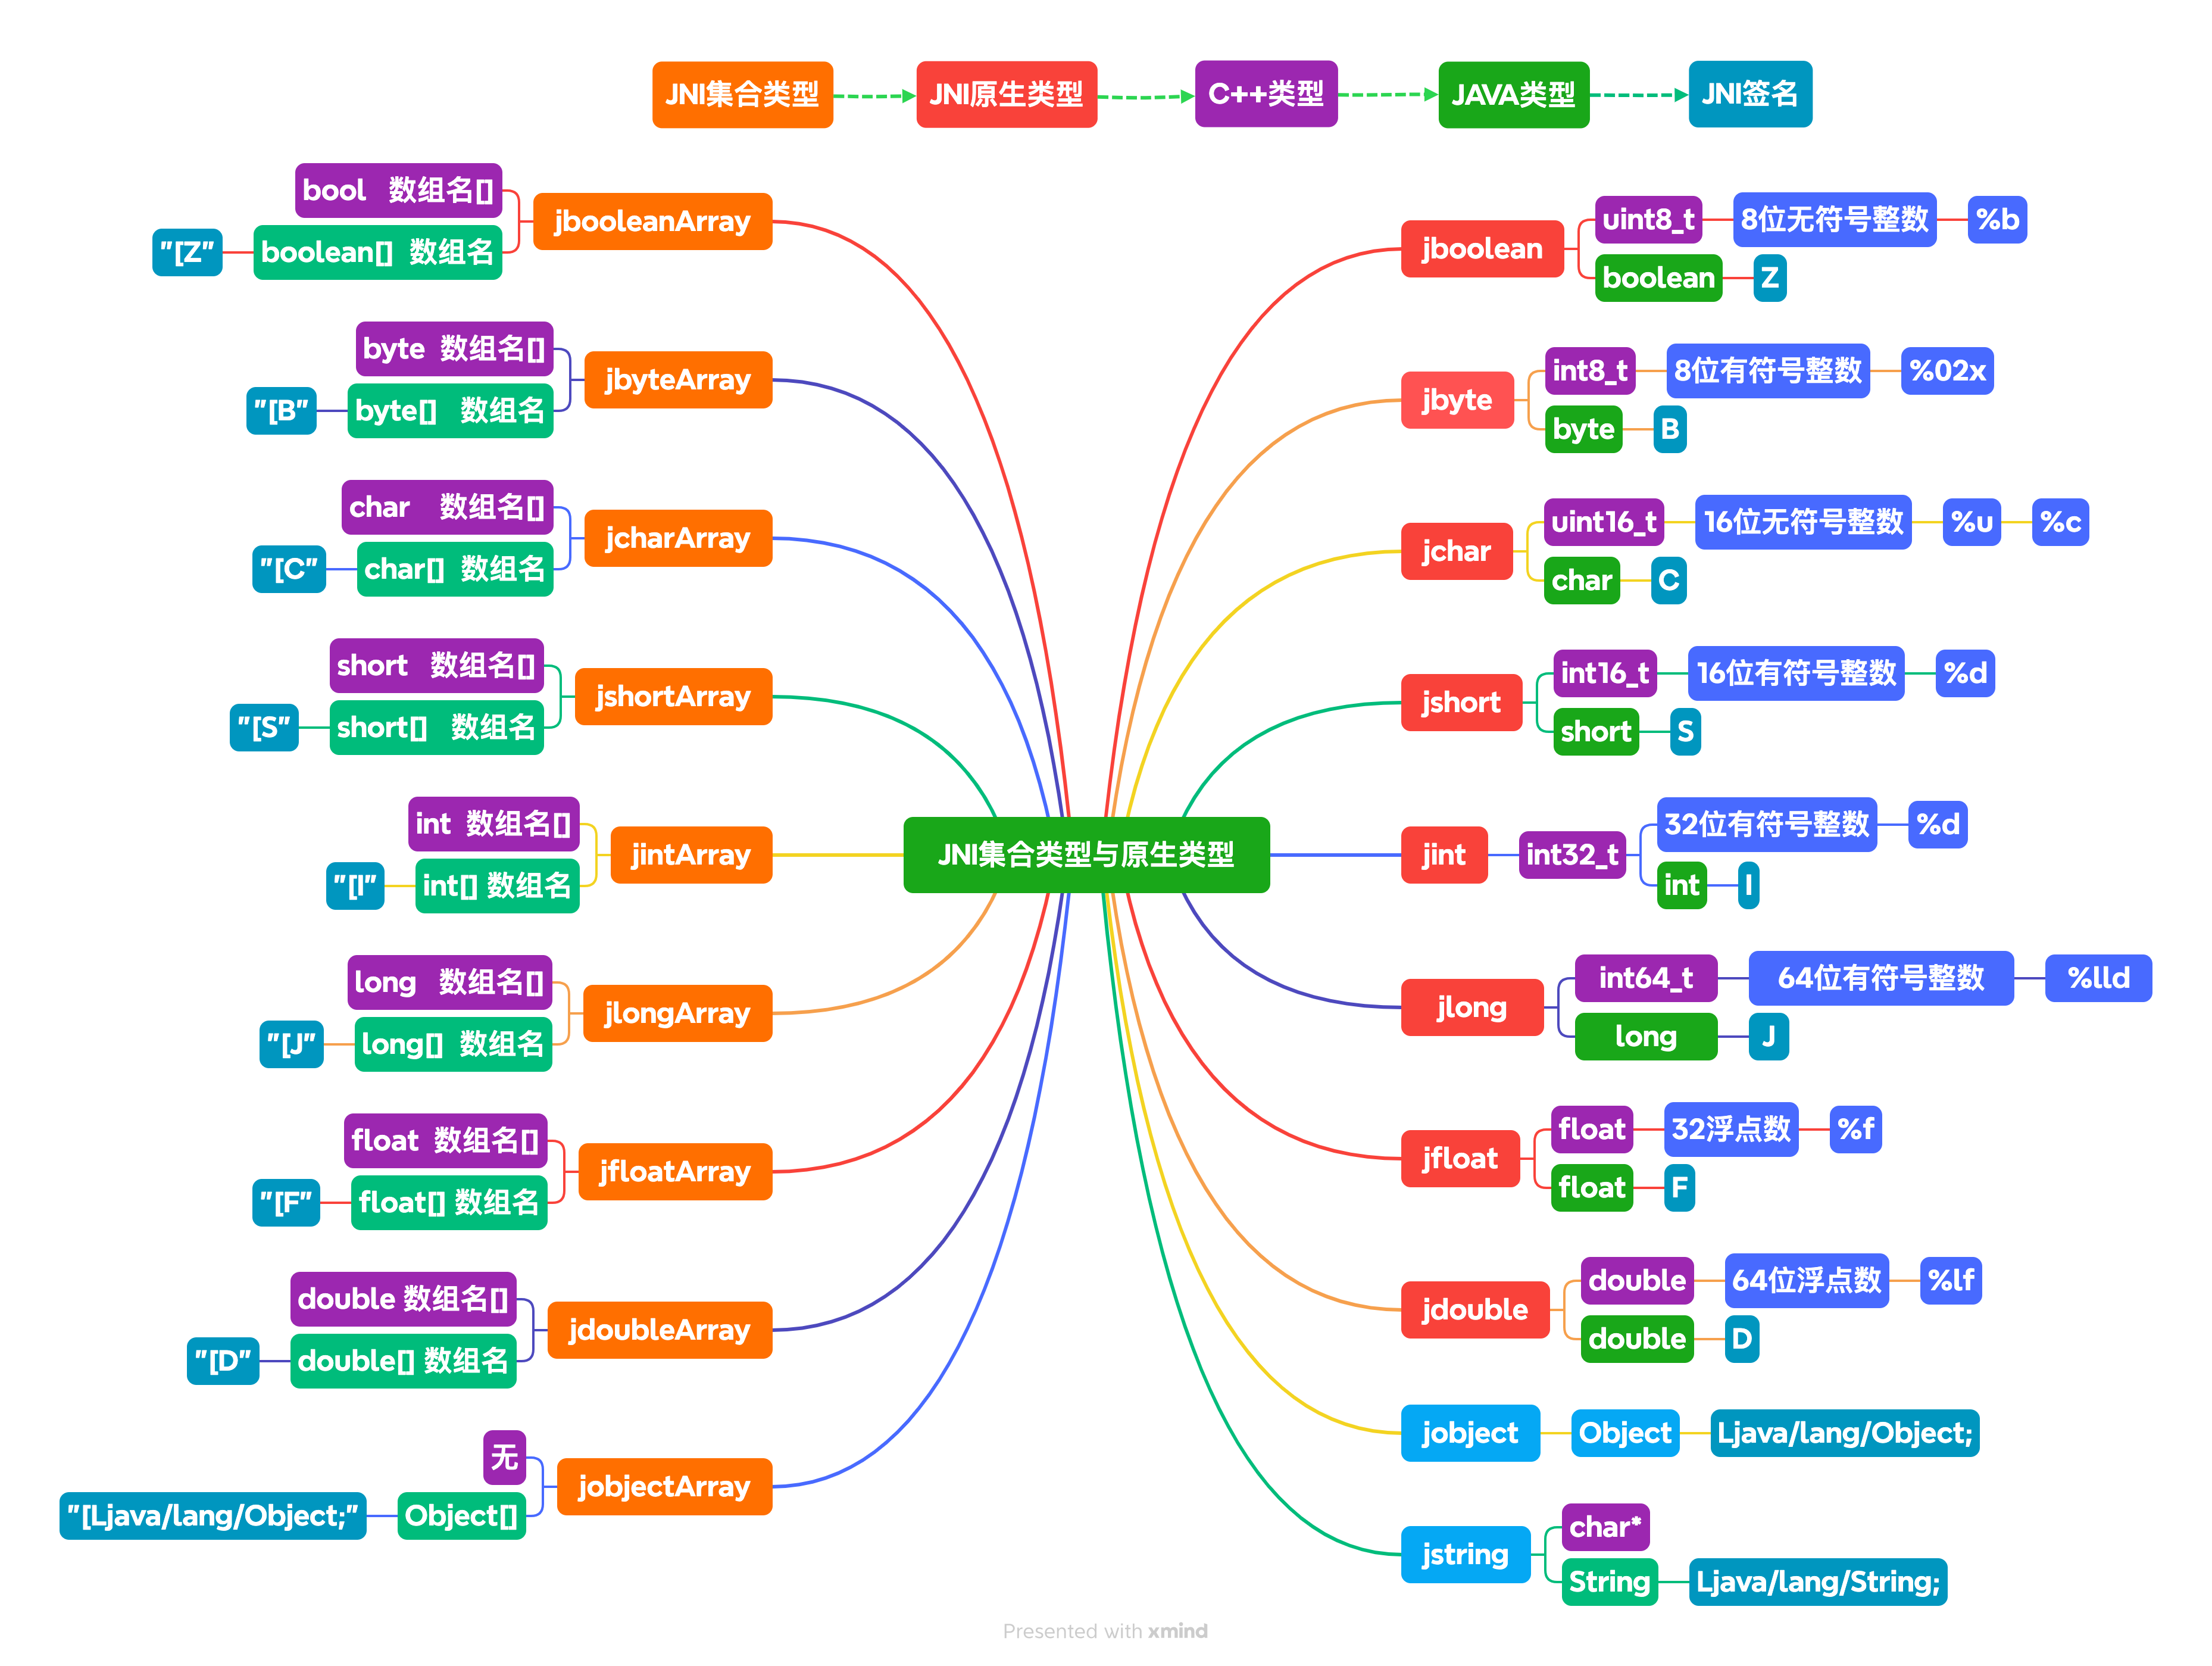 JNI集合类型
JNI原生类型
C++类型
JAVA类型
JNI签名
JNI集合类型与原生类型
jbooleanArray
bool 数组名[]
boolean[] 数组名
"[Z"
jbyteArray
byte 数组名[]
byte[] 数组名
"[B"
jcharArray
char 数组名[]
char[] 数组名
"[C"
jshortArray
short 数组名[]
short[] 数组名
"[S"
jintArray
int 数组名[]
int[] 数组名
"[I"
jlongArray
long 数组名[]
long[] 数组名
"[J"
jfloatArray
float 数组名[]
float[] 数组名
"[F"
jdoubleArray
double 数组名[]
double[] 数组名
"[D"
jobjectArray
无
Object[]
"[Ljava/lang/Object;"
jboolean
uint8_t
8位无符号整数
%b
boolean
Z
jbyte
int8_t
8位有符号整数
%02x
byte
B
jchar
uint16_t
16位无符号整数
%u
%c
char
C
jshort
int16_t
16位有符号整数
%d
short
S
jint
int32_t
32位有符号整数
%d
int
I
jlong
int64_t
64位有符号整数
%lld
long
J
jfloat
float
32浮点数
%f
float
F
jdouble
double
64位浮点数
%lf
double
D
jobject
Object
Ljava/lang/Object;
jstring
char*
String
Ljava/lang/String;
Presented with xmind